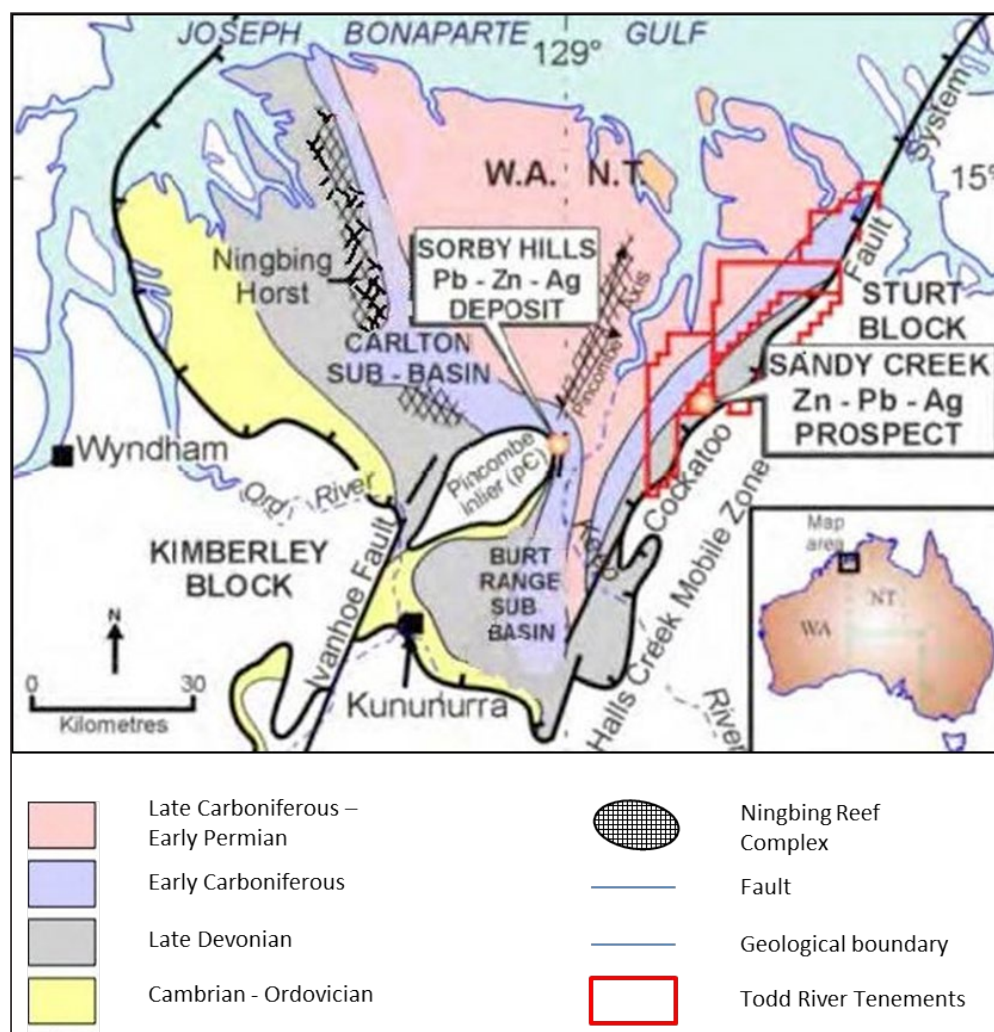 JOSEPH BONAPARTE GULF
129°
System
W.A. N.T.
15°
SORBY HILLS
Pb - Zn - Ag
DEPOSIT
Ningbing
Horst
Pincombe Axis
Fault
STURT
BLOCK
CARLTON
SUB - BASIN
SANDY CREEK
Zn - Pb - Ag
PROSPECT
Wyndham
Pincombe
Inlier (p€)
Ord River
Cockatoo
KIMBERLEY
BLOCK
BURT
RANGE
SUB
BASIN
Keep
Map
area
NT
WA
N
Ivanhoe Fault
Halls Creek Mobile Zone
0 30
Kilometres
Kununurra
River
Late Carboniferous –
Early Permian
Ningbing Reef
Complex
Early Carboniferous
Fault
Late Devonian
Geological boundary
Cambrian - Ordovician
Todd River Tenements